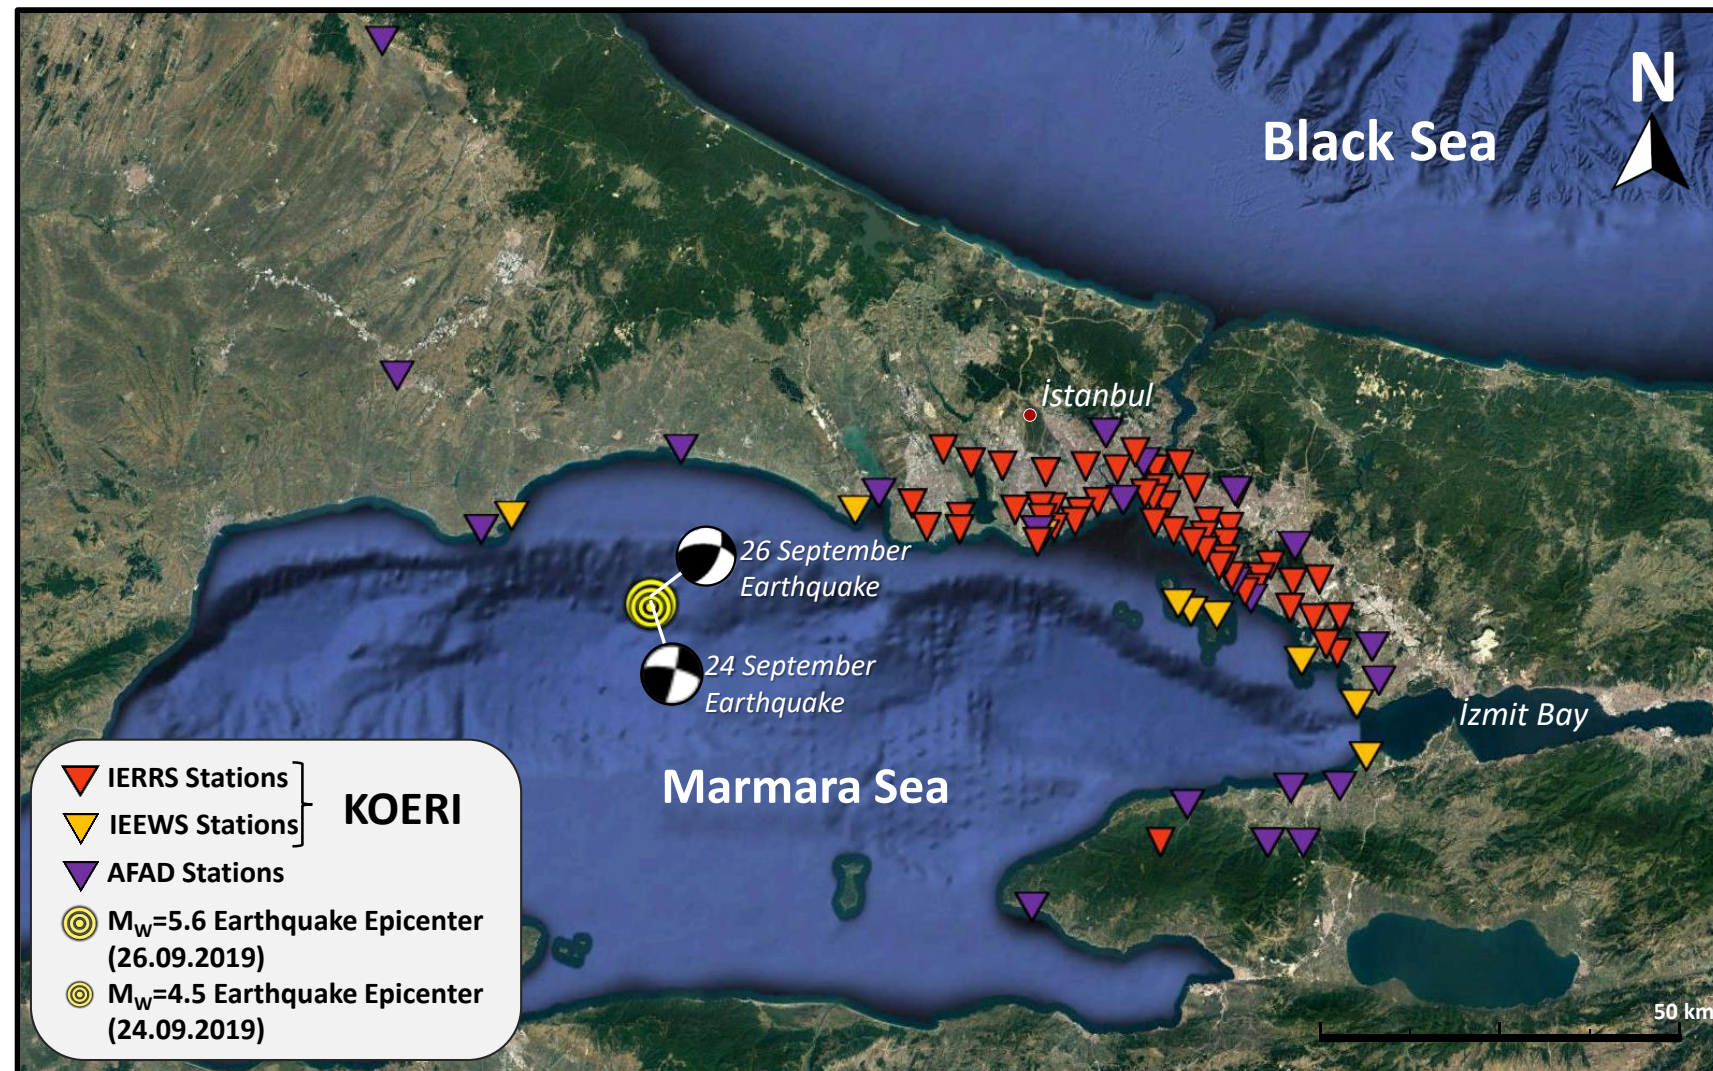 N
Black Sea
İstanbul
26 September
Earthquake
24 September
Earthquake
İzmit Bay
Marmara Sea
IERRS Stations
IEEWS Stations
KOERI
AFAD Stations
MW=5.6 Earthquake Epicenter
(26.09.2019)
MW=4.5 Earthquake Epicenter
(24.09.2019)
50 km